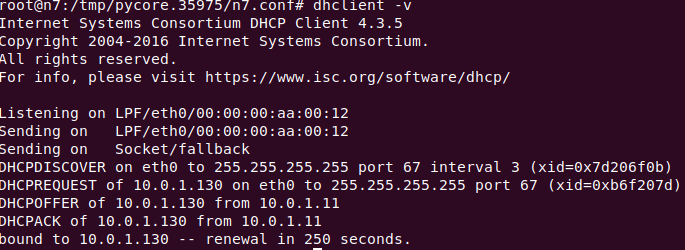 root@n7:/tmp/pycore.35975/n7.conf# dhclient -v
Internet Systems Consortium DHCP Client 4.3.5
Copyright 2004-2016 Internet Systems Consortium.
All rights reserved.
For info, please visit https://www.isc.org/software/dhcp/
Listening on LPF/eth0/00:00:00:aa:00:12
Sending on   LPF/eth0/00:00:00:aa:00:12
Sending on   Socket/fallback
DHCPDISCOVER on eth0 to 255.255.255.255 port 67 interval 3 (xid=0x7d206f0b)
DHCPREQUEST of 10.0.1.130 on eth0 to 255.255.255.255 port 67 (xid=0xb6f207d)
DHCPOFFER of 10.0.1.130 from 10.0.1.11
DHCPACK of 10.0.1.130 from 10.0.1.11
bound to 10.0.1.130 -- renewal in 250 seconds.